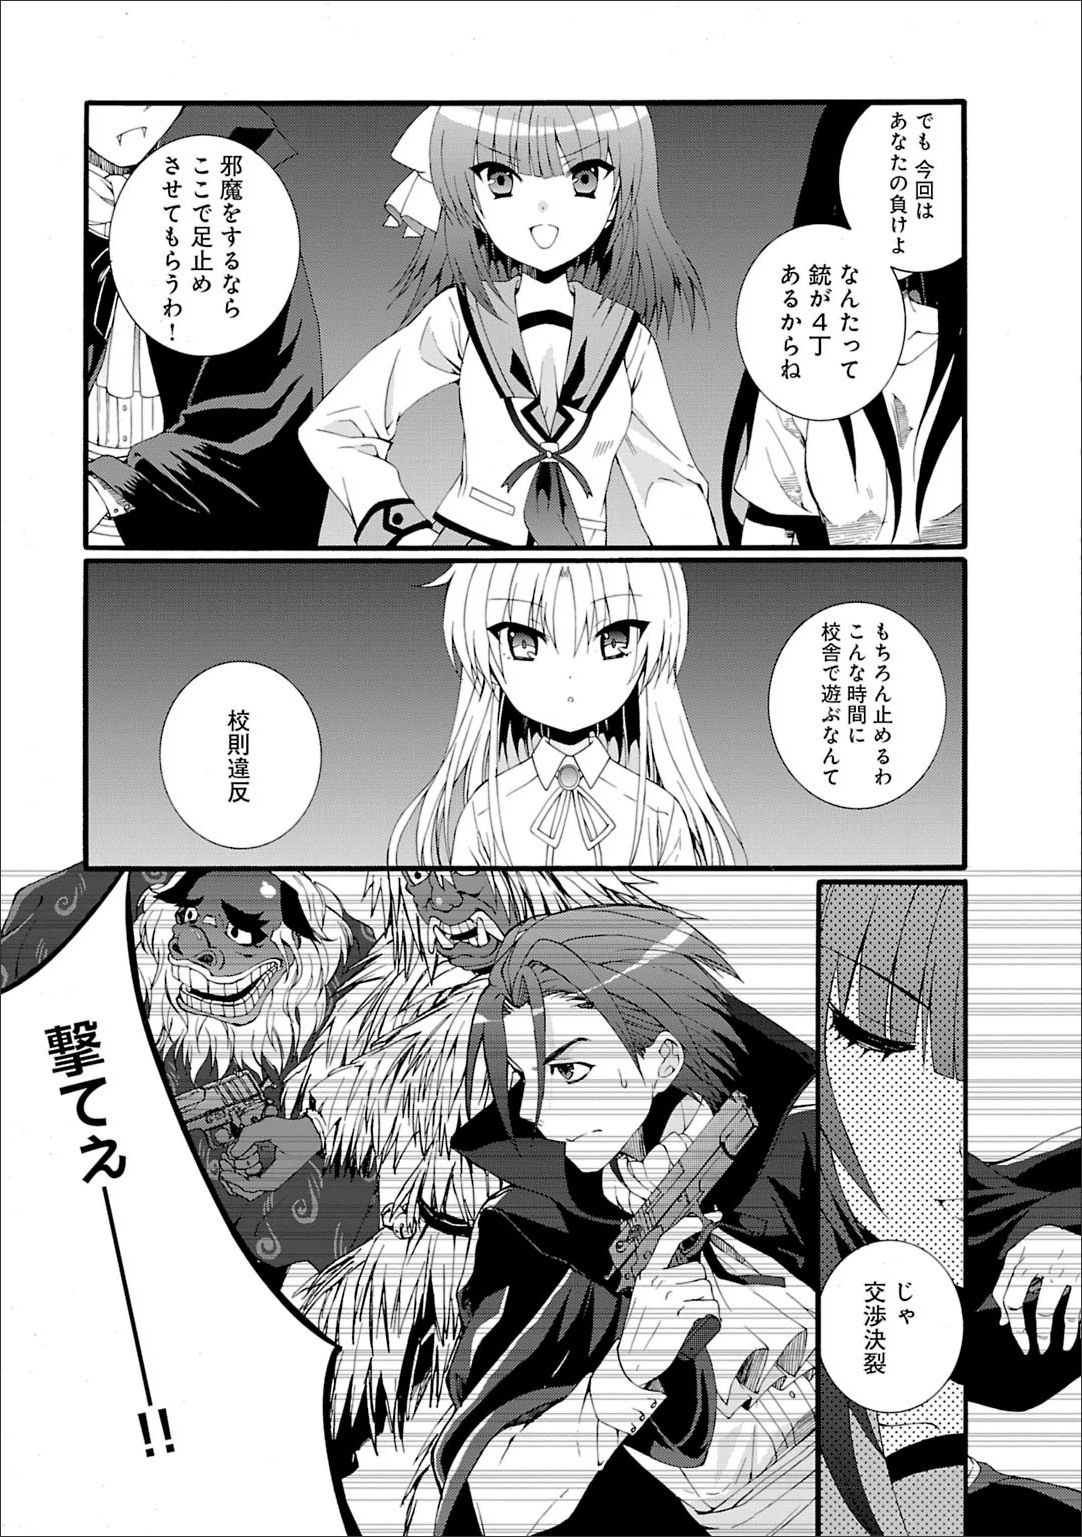 でも 今回は
あなたの負けよ
なんたって
銃が4丁
あるからね
邪魔をするなら
ここで足止め
させてもらうわ！
もちろん止めるわ
こんな時間に
校舎で遊ぶなんて
校則違反
じゃ
交渉決裂
撃てぇーーー!!